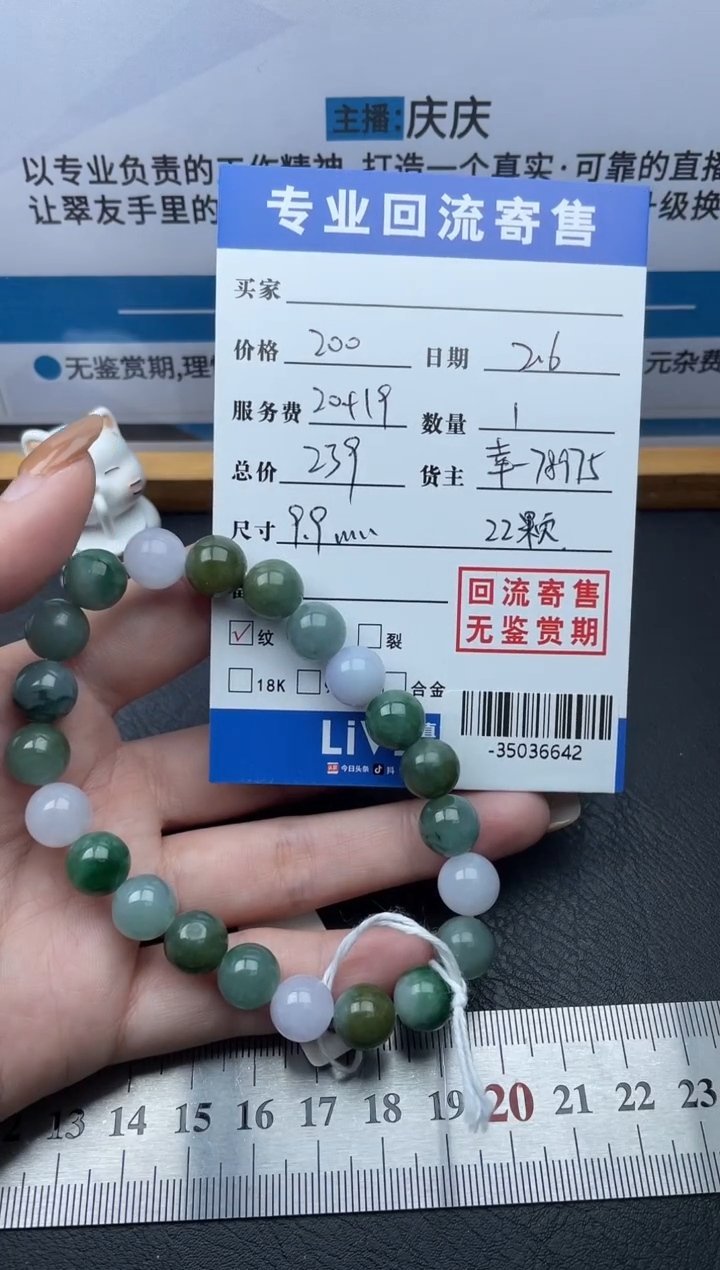 主播:庆庆
以专业负责的工作精神,打造一个真实·可靠的直播
让翠友手里的
升级换
无鉴赏期,理
元杂费
专业回流寄售
买家
价格 200 日期 2.6
服务费 20+19 数量 1
总价 239 货主 幸-78975
尺寸 9.9mm 22颗
回流寄售
无鉴赏期
纹 裂
18K 合金
LiV 真
今日头条 抖
-35036642
12 13 14 15 16 17 18 19 20 21 22 23